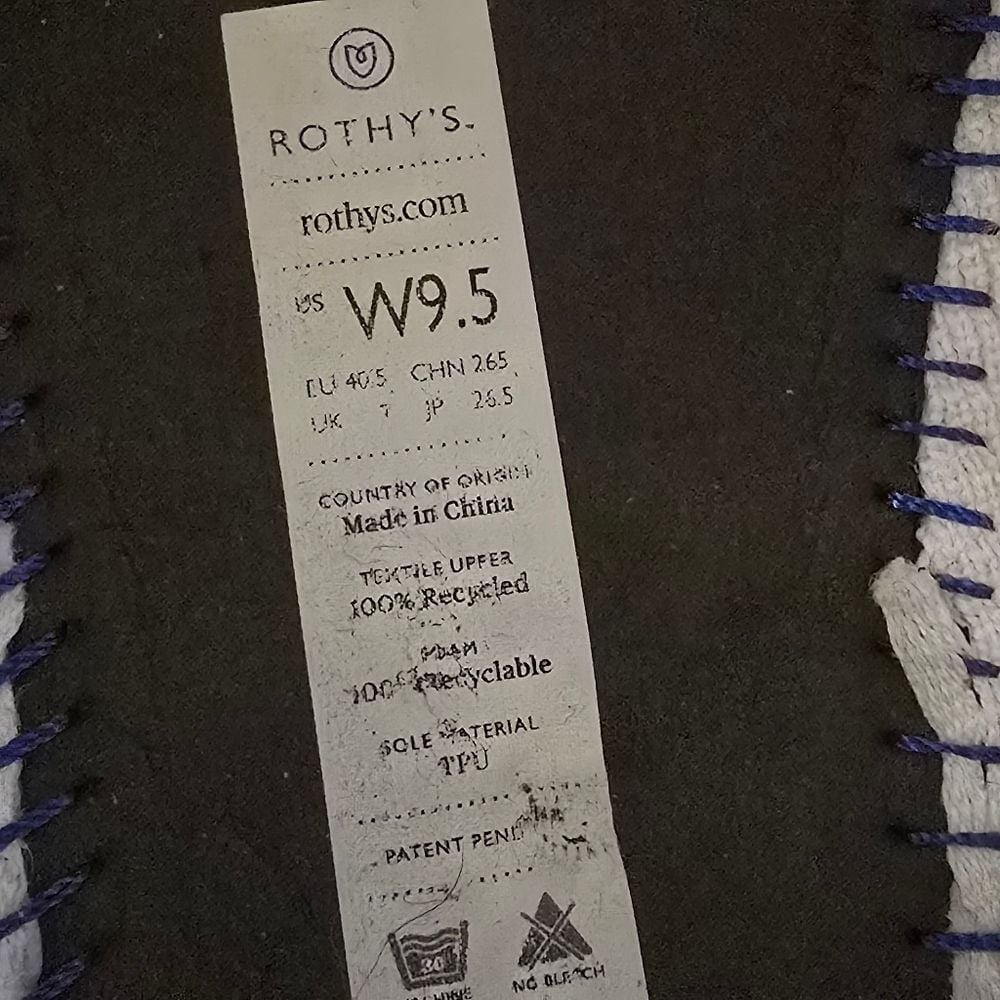 ROTHY'S
rothys.com
US W9.5
EU 40.5 CHN 265
UK 7 JP 26.5
COUNTRY OF ORIGIN
Made in China
TEXTILE UPPER
100% Recycled
FOAM
100% Recyclable
SOLE MATERIAL
TPU
PATENT
30
NO BLEACH